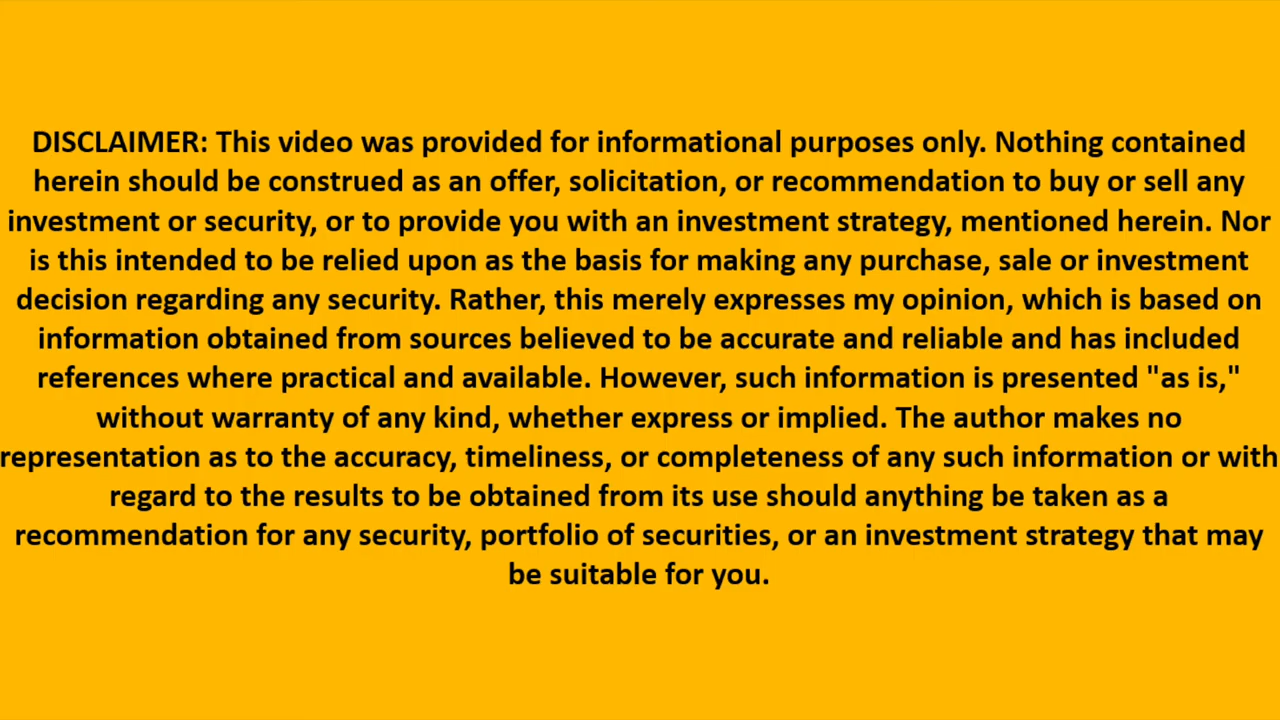 DISCLAIMER: This video was provided for informational purposes only. Nothing contained
herein should be construed as an offer, solicitation, or recommendation to buy or sell any
investment or security, or to provide you with an investment strategy, mentioned herein. Nor
is this intended to be relied upon as the basis for making any purchase, sale or investment
decision regarding any security. Rather, this merely expresses my opinion, which is based on
information obtained from sources believed to be accurate and reliable and has included
references where practical and available. However, such information is presented "as is,"
without warranty of any kind, whether express or implied. The author makes no
representation as to the accuracy, timeliness, or completeness of any such information or with
regard to the results to be obtained from its use should anything be taken as a
recommendation for any security, portfolio of securities, or an investment strategy that may
be suitable for you.